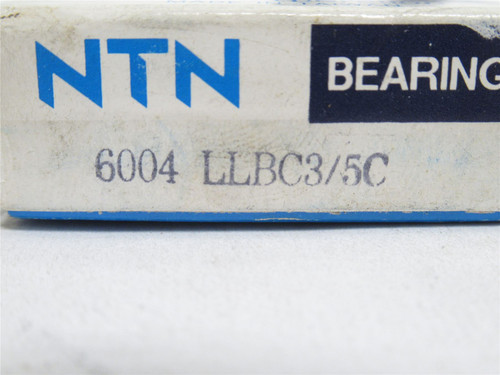 NTN BEARING
6004 LLBC3/5C